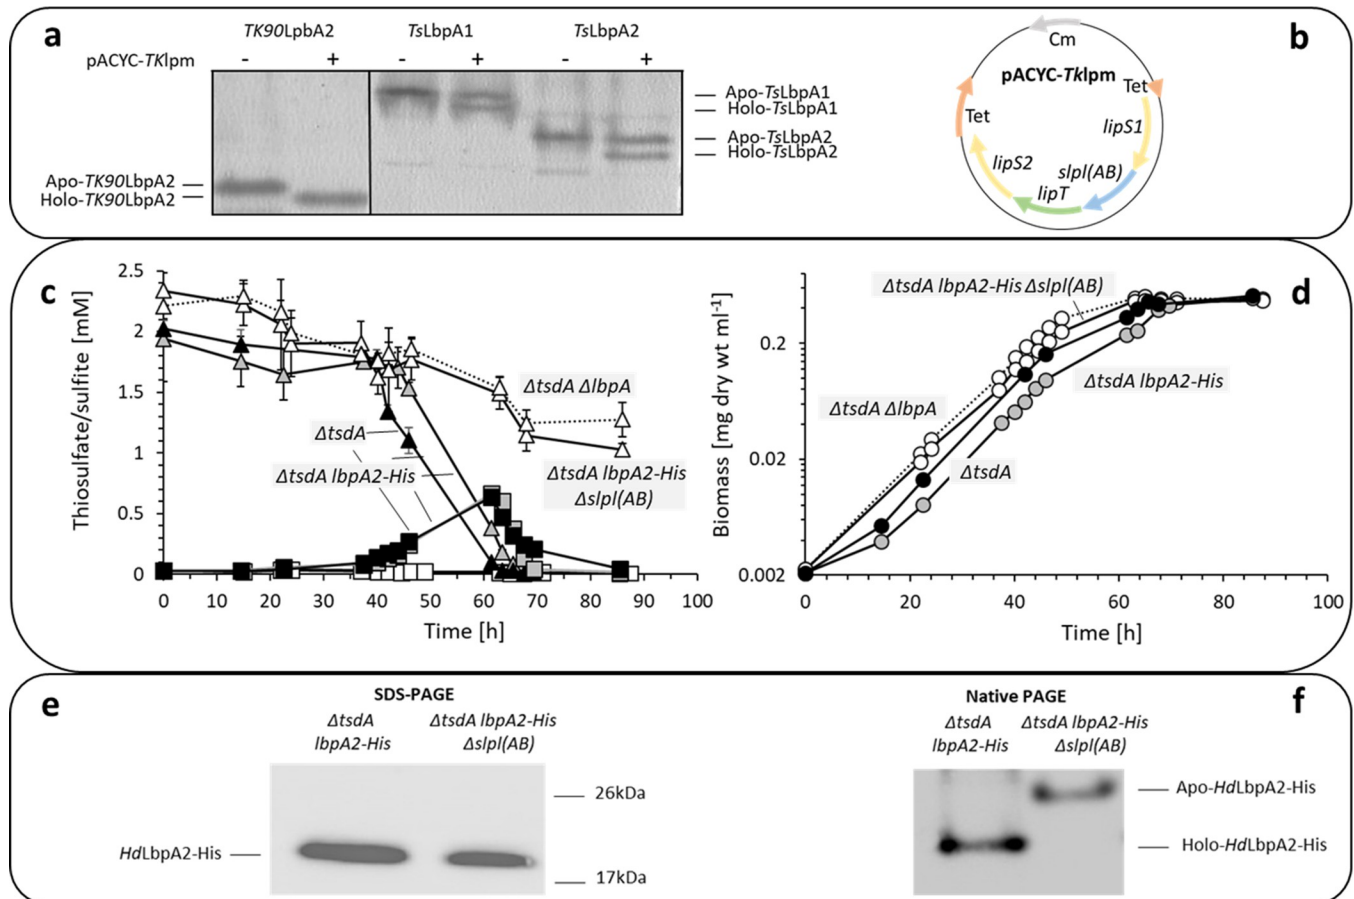 a
TK90LpbA2 TsLbpA1 TsLbpA2
pACYC-TKlpm - + - + - +
Apo-TsLbpA1
Holo-TsLbpA1
Apo-TsLbpA2
Holo-TsLbpA2
Apo-TK90LbpA2
Holo-TK90LbpA2
b
Cm
pACYC-Tklpm
Tet
Tet
lipS1
slpl(AB)
lipT
lipS2
c
Thiosulfate/sulfite [mM]
2.5
2
1.5
1
0.5
0
ΔtsdA ΔlbpA
ΔtsdA
ΔtsdA lbpA2-His
ΔtsdA lbpA2-His
Δslpl(AB)
0 10 20 30 40 50 60 70 80 90 100
Time [h]
d
Biomass [mg dry wt ml-1]
0.2
0.02
0.002
ΔtsdA lbpA2-His Δslpl(AB)
ΔtsdA lbpA2-His
ΔtsdA ΔlbpA
ΔtsdA
0 20 40 60 80 100
Time [h]
e
SDS-PAGE
ΔtsdA ΔtsdA lbpA2-His
lbpA2-His Δslpl(AB)
26kDa
HdLbpA2-His
17kDa
f
Native PAGE
ΔtsdA ΔtsdA lbpA2-His
lbpA2-His Δslpl(AB)
Apo-HdLbpA2-His
Holo-HdLbpA2-His